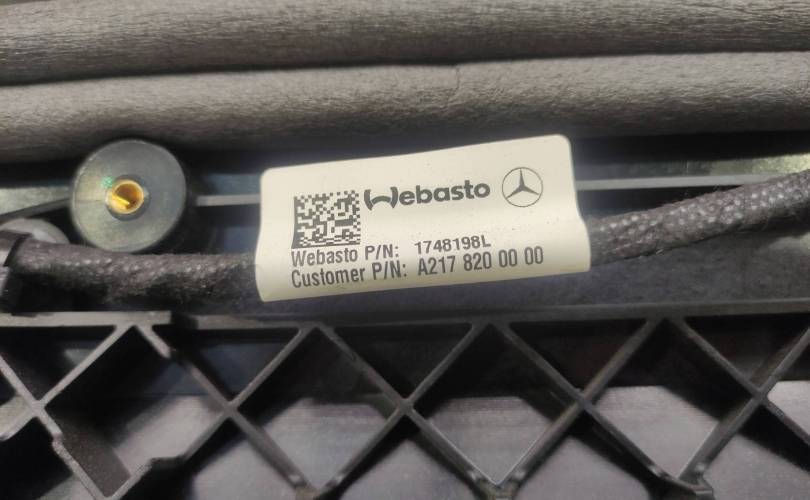 Webasto
Webasto P/N: 1748198L
Customer P/N: A217 820 00 00